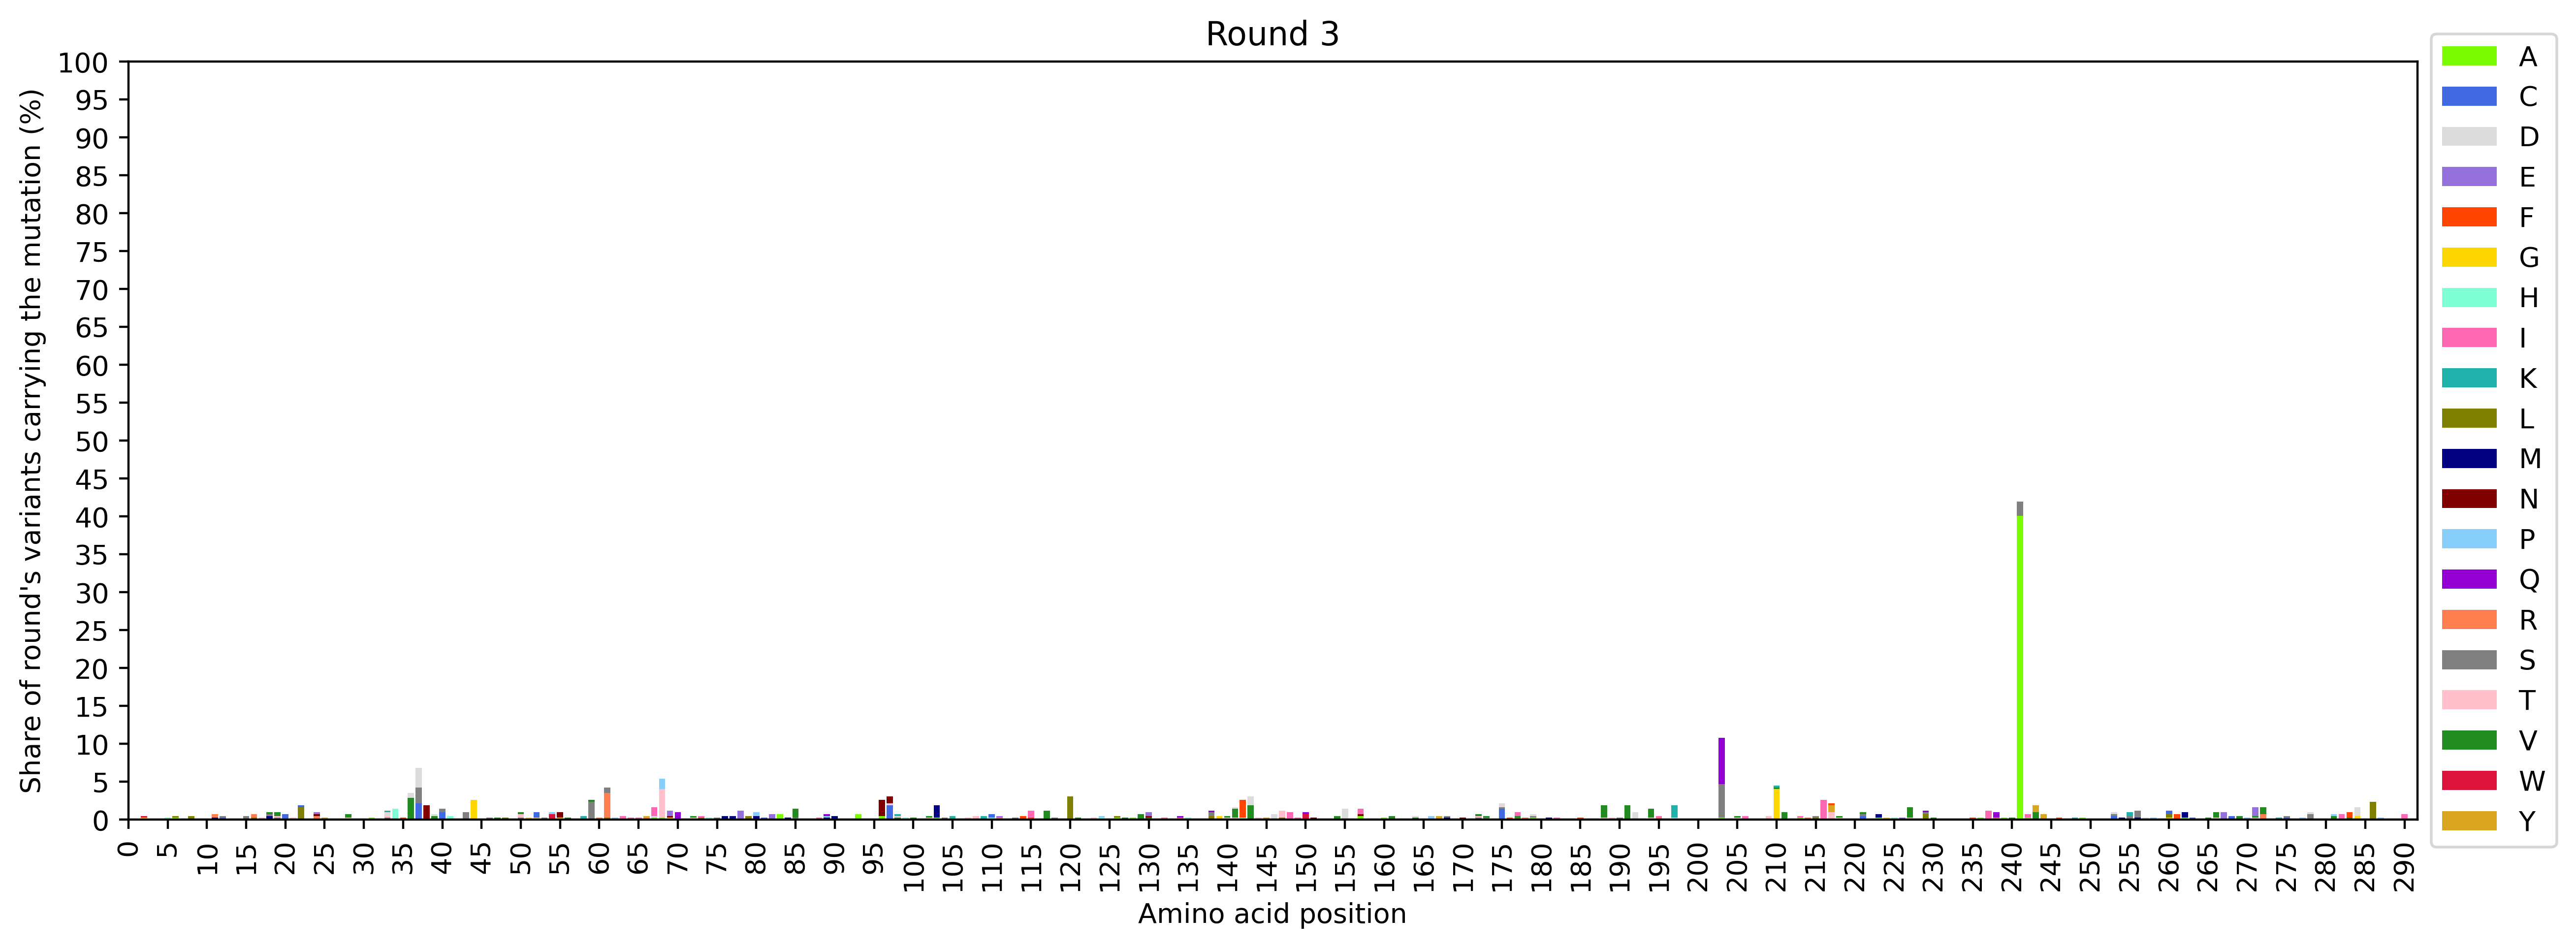 Round 3
Share of round's variants carrying the mutation (%)
100
95
90
85
80
75
70
65
60
55
50
45
40
35
30
25
20
15
10
5
0
0 5 10 15 20 25 30 35 40 45 50 55 60 65 70 75 80 85 90 95 100 105 110 115 120 125 130 135 140 145 150 155 160 165 170 175 180 185 190 195 200 205 210 215 220 225 230 235 240 245 250 255 260 265 270 275 280 285 290
Amino acid position
A
C
D
E
F
G
H
I
K
L
M
N
P
Q
R
S
T
V
W
Y